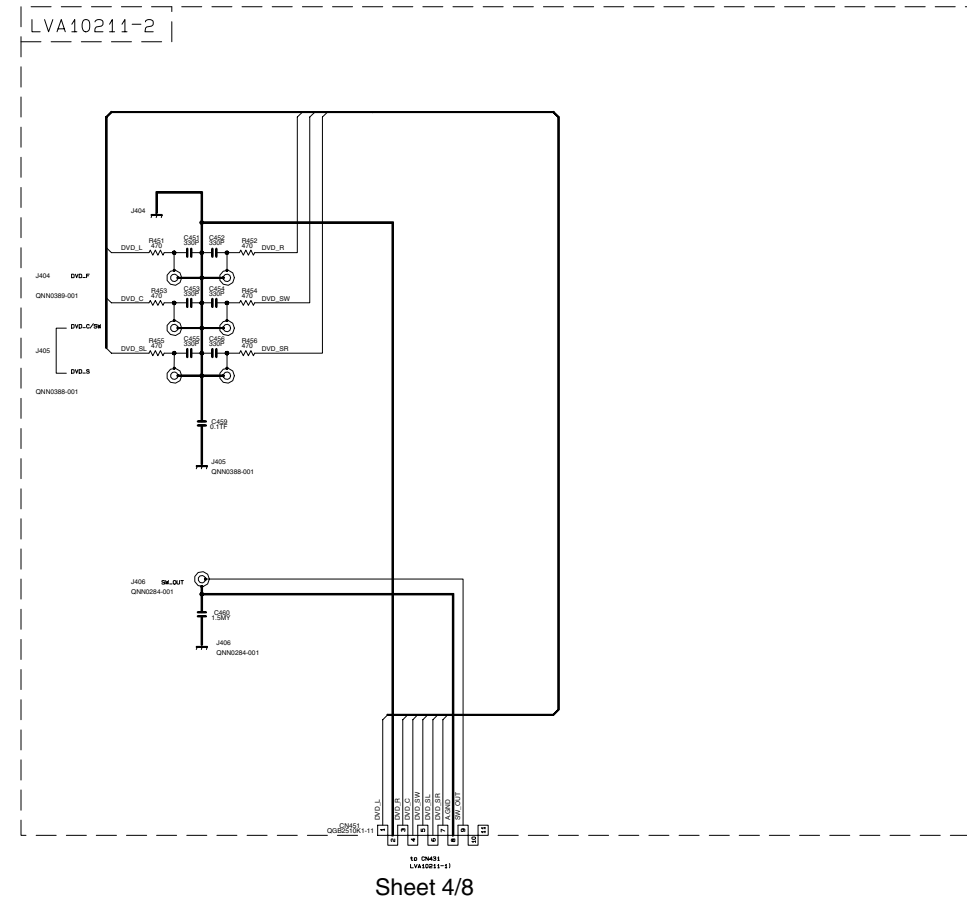 LVA10211-2
J404
R451
470
C451
330P
C452
330P
R452
470
DVD_L
DVD_R
J404 DVD_F
QNN0389-001
R453
470
C453
330P
C454
330P
R454
470
DVD_C
DVD_SW
DVD_C/SW
J405
DVD_S
QNN0388-001
R455
470
C455
330P
C456
330P
R456
470
DVD_SL
DVD_SR
C459
J405
QNN0388-001
J406 SW_OUT
QNN0284-001
C460
1.5MY
J406
QNN0284-001
DVD_L
DVD_R
DVD_C
DVD_SW
DVD_SL
DVD_SR
A.GND
SW_OUT
CN451
QGB2510K1-11
1 3 5 7 9 11
2 4 6 8 10
to CN431
LVA10211-1)
Sheet 4/8